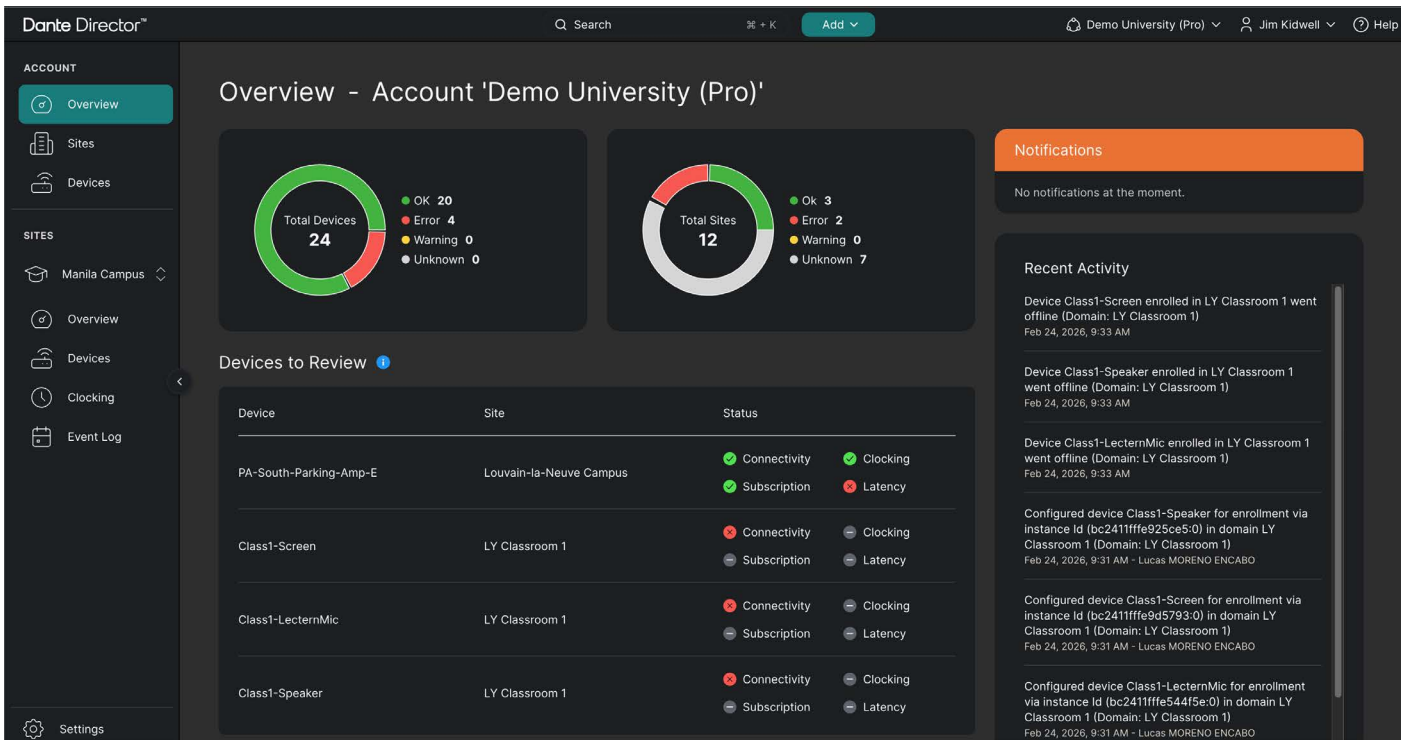 Dante Director™
Search
⌘ + K
Add
Demo University (Pro)
Jim Kidwell
Help
ACCOUNT
Overview
Sites
Devices
SITES
Manila Campus
Overview
Devices
Clocking
Event Log
Settings
Overview - Account 'Demo University (Pro)'
Total Devices
24
OK 20
Error 4
Warning 0
Unknown 0
Total Sites
12
Ok 3
Error 2
Warning 0
Unknown 7
Devices to Review
Device Site Status
PA-South-Parking-Amp-E Louvain-la-Neuve Campus
Connectivity Clocking
Subscription Latency
Class1-Screen LY Classroom 1
Connectivity Clocking
Subscription Latency
Class1-LecternMic LY Classroom 1
Connectivity Clocking
Subscription Latency
Class1-Speaker LY Classroom 1
Connectivity Clocking
Subscription Latency
Notifications
No notifications at the moment.
Recent Activity
Device Class1-Screen enrolled in LY Classroom 1 went
offline (Domain: LY Classroom 1)
Feb 24, 2026, 9:33 AM
Device Class1-Speaker enrolled in LY Classroom 1
went offline (Domain: LY Classroom 1)
Feb 24, 2026, 9:33 AM
Device Class1-LecternMic enrolled in LY Classroom 1
went offline (Domain: LY Classroom 1)
Feb 24, 2026, 9:33 AM
Configured device Class1-Speaker for enrollment via
instance Id (bc2411fffe925ce5:0) in domain LY
Classroom 1 (Domain: LY Classroom 1)
Feb 24, 2026, 9:31 AM - Lucas MORENO ENCABO
Configured device Class1-Screen for enrollment via
instance Id (bc2411fffe9d5793:0) in domain LY
Classroom 1 (Domain: LY Classroom 1)
Feb 24, 2026, 9:31 AM - Lucas MORENO ENCABO
Configured device Class1-LecternMic for enrollment
via instance Id (bc2411fffe544f5e:0) in domain LY
Classroom 1 (Domain: LY Classroom 1)
Feb 24, 2026, 9:31 AM - Lucas MORENO ENCABO